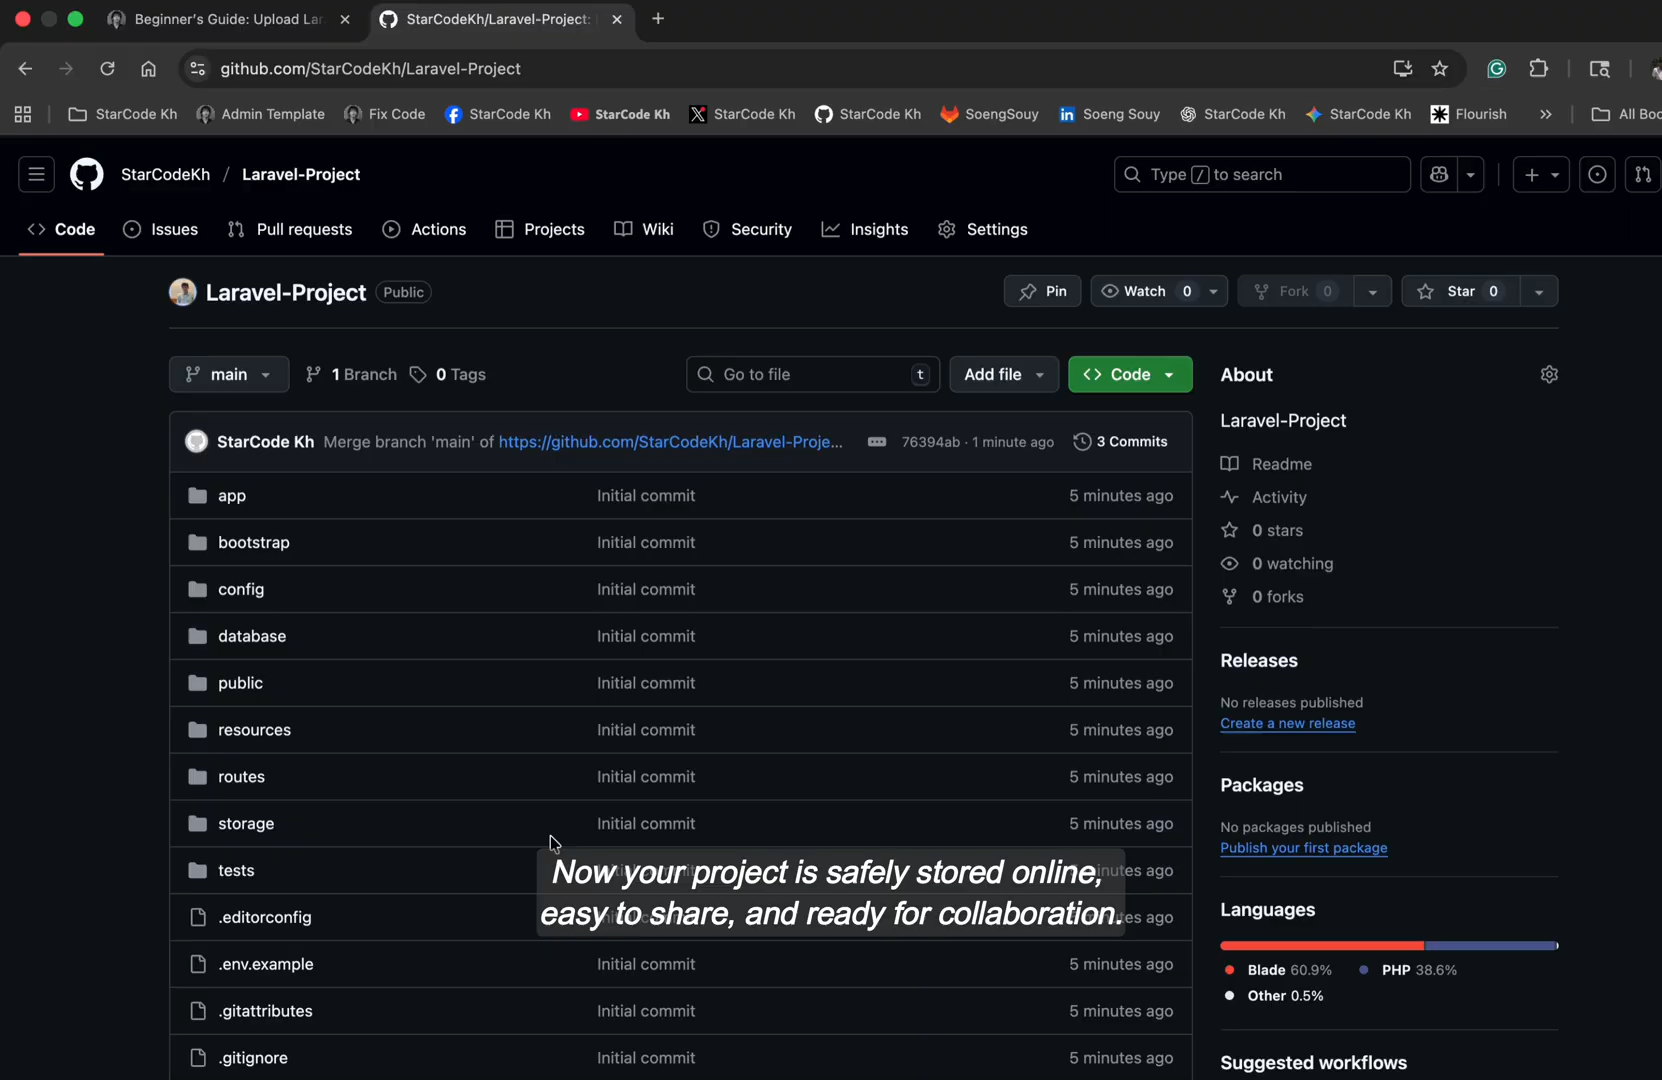 Beginner's Guide: Upload Lar
StarCodeKh/Laravel-Project:
github.com/StarCodeKh/Laravel-Project
StarCode Kh
Admin Template
Fix Code
StarCode Kh
StarCode Kh
StarCode Kh
StarCode Kh
SoengSouy
Soeng Souy
StarCode Kh
StarCode Kh
Flourish
All Boo
StarCodeKh / Laravel-Project
Type / to search
Code
Issues
Pull requests
Actions
Projects
Wiki
Security
Insights
Settings
Laravel-Project Public
Pin
Watch 0
Fork 0
Star 0
main
1 Branch
0 Tags
Go to file t
Add file
Code
StarCode Kh Merge branch 'main' of https://github.com/StarCodeKh/Laravel-Proje... 76394ab · 1 minute ago 3 Commits
app Initial commit 5 minutes ago
bootstrap Initial commit 5 minutes ago
config Initial commit 5 minutes ago
database Initial commit 5 minutes ago
public Initial commit 5 minutes ago
resources Initial commit 5 minutes ago
routes Initial commit 5 minutes ago
storage Initial commit 5 minutes ago
tests
.editorconfig
Now your project is safely stored online,
easy to share, and ready for collaboration.
.env.example Initial commit 5 minutes ago
.gitattributes Initial commit 5 minutes ago
.gitignore Initial commit 5 minutes ago
About
Laravel-Project
Readme
Activity
0 stars
0 watching
0 forks
Releases
No releases published
Create a new release
Packages
No packages published
Publish your first package
Languages
Blade 60.9%
PHP 38.6%
Other 0.5%
Suggested workflows